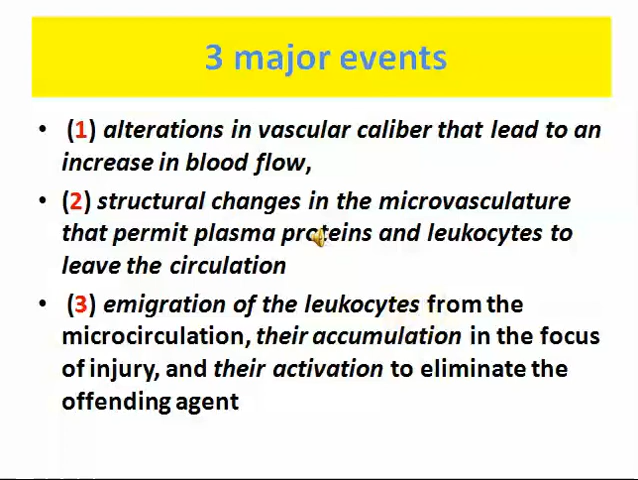 3 major events
• (1) alterations in vascular caliber that lead to an
increase in blood flow,
• (2) structural changes in the microvasculature
that permit plasma proteins and leukocytes to
leave the circulation
• (3) emigration of the leukocytes from the
microcirculation, their accumulation in the focus
of injury, and their activation to eliminate the
offending agent